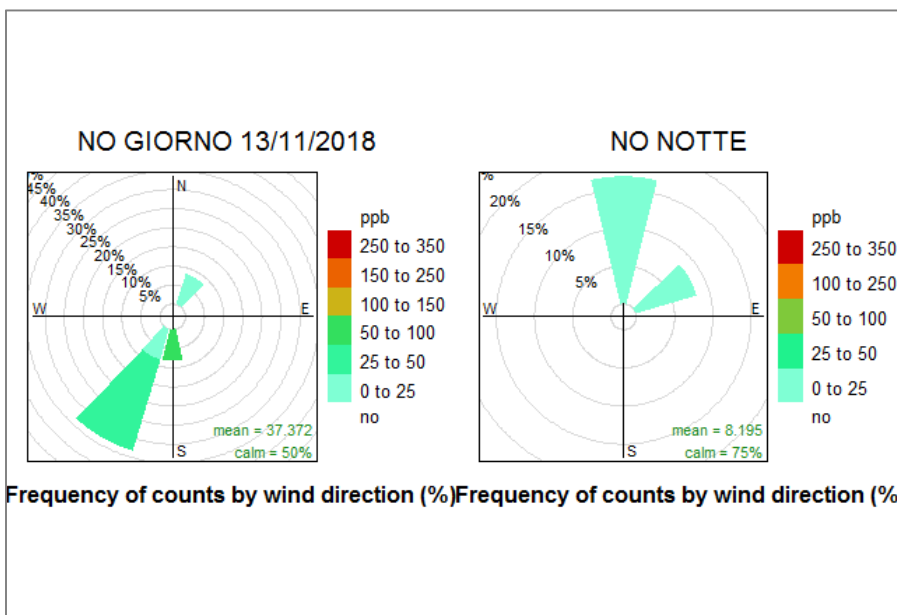 NO GIORNO 13/11/2018
%
45%
40%
35%
30%
25%
20%
15%
10%
5%
N
W
E
S
mean = 37.372
calm = 50%
ppb
250 to 350
150 to 250
100 to 150
50 to 100
25 to 50
0 to 25
no
Frequency of counts by wind direction (%)
NO NOTTE
%
20%
15%
10%
5%
W
E
S
mean = 8.195
calm = 75%
ppb
250 to 350
100 to 250
50 to 100
25 to 50
0 to 25
no
Frequency of counts by wind direction (%